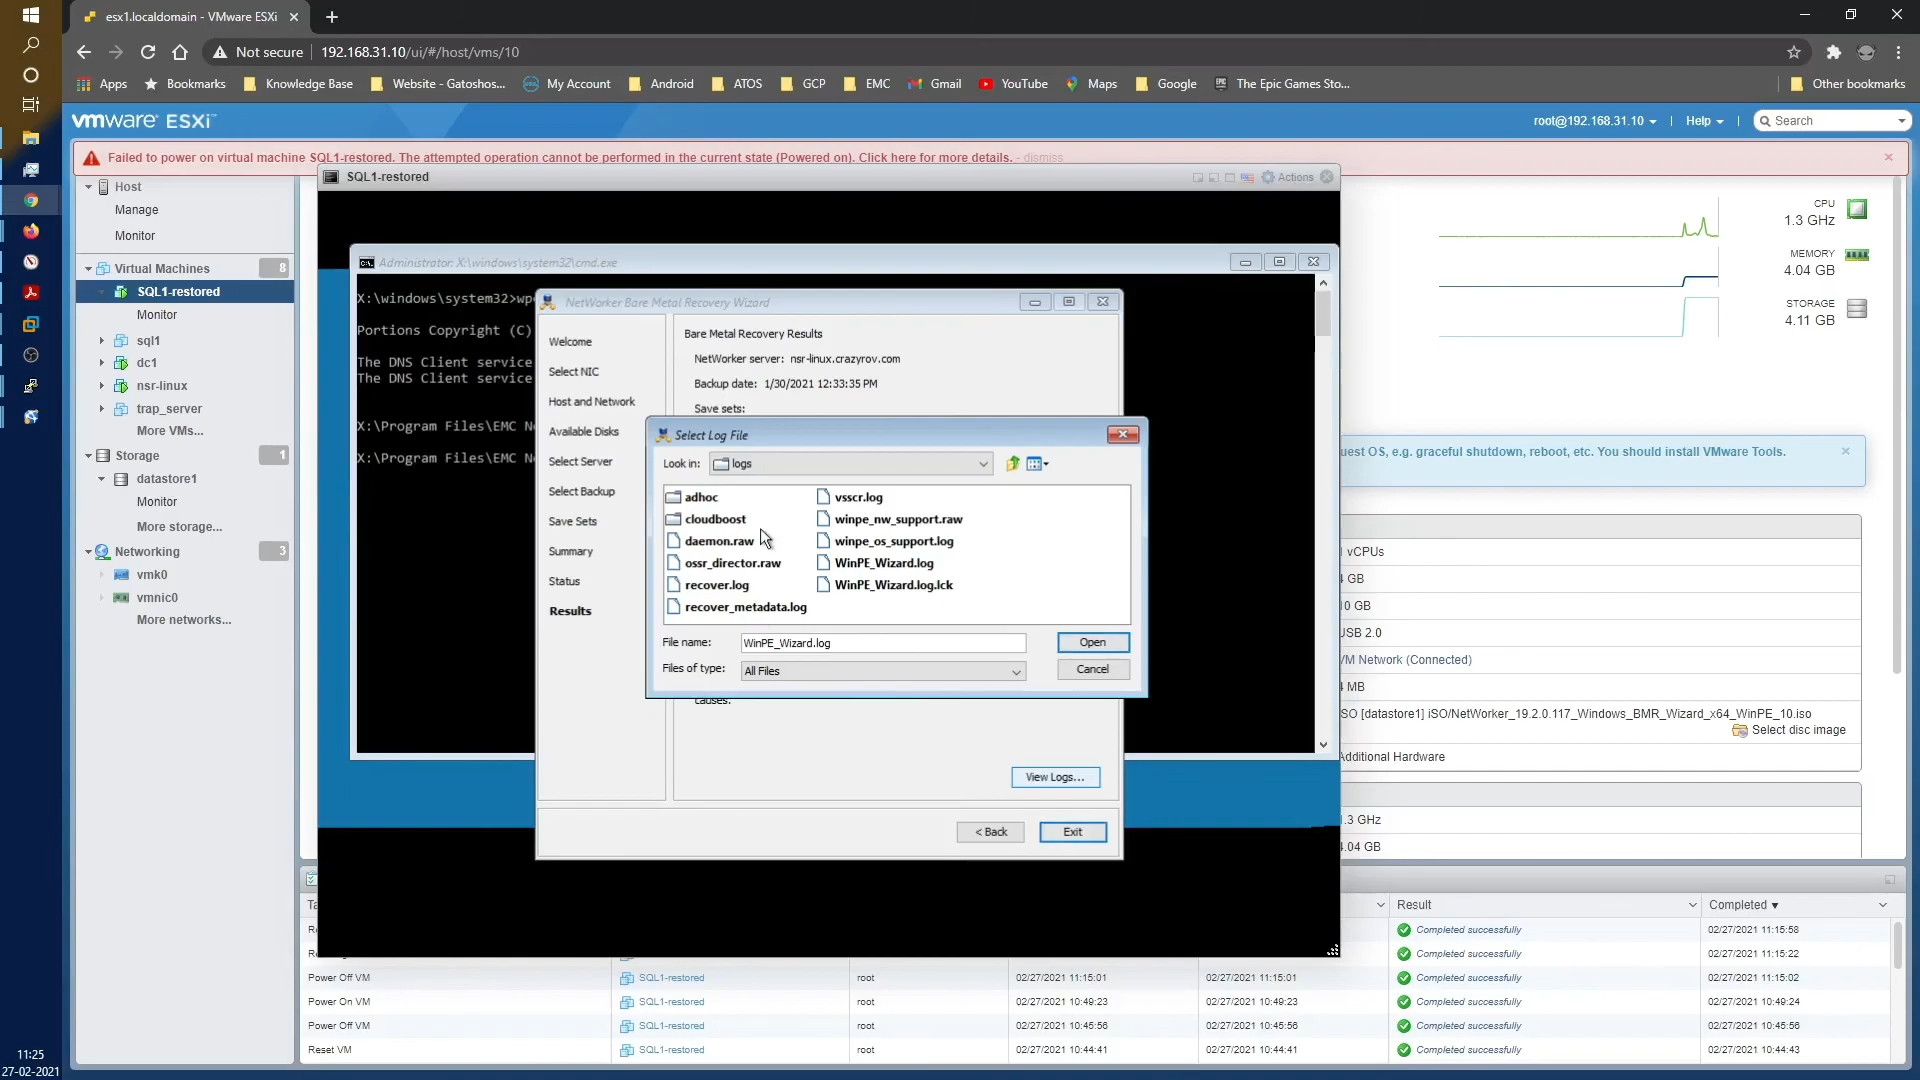 esx1.localdomain - VMware ESXi
Not secure
192.168.31.10/ui/#/host/vms/10
Apps
Bookmarks
Knowledge Base
Website - Gatoshos...
My Account
Android
ATOS
GCP
EMC
Gmail
YouTube
Maps
Google
The Epic Games Sto...
Other bookmarks
vmware ESXi
root@192.168.31.10
Help
Search
Failed to power on virtual machine SQL1-restored. The attempted operation cannot be performed in the current state (Powered on). Click here for more details. - dismiss
Host
Manage
Monitor
Virtual Machines
8
SQL1-restored
Monitor
sql1
dc1
nsr-linux
trap_server
More VMs...
Storage
1
datastore1
Monitor
More storage...
Networking
3
vmk0
vmnic0
More networks...
SQL1-restored
Actions
Administrator: X:\windows\system32\cmd.exe
X:\windows\system32>wp
Portions Copyright (C)
The DNS Client service
The DNS Client service
X:\Program Files\EMC N
X:\Program Files\EMC N
NetWorker Bare Metal Recovery Wizard
Welcome
Select NIC
Host and Network
Available Disks
Select Server
Select Backup
Save Sets
Summary
Status
Results
Bare Metal Recovery Results
NetWorker server: nsr-linux.crazyrov.com
Backup date: 1/30/2021 12:33:35 PM
Save sets:
Select Log File
Look in:
logs
adhoc
cloudboost
daemon.raw
ossr_director.raw
recover.log
recover_metadata.log
vsscr.log
winpe_nw_support.raw
winpe_os_support.log
WinPE_Wizard.log
WinPE_Wizard.log.lck
File name:
WinPE_Wizard.log
Open
Files of type:
All Files
Cancel
causes.
View Logs...
< Back
Exit
CPU
1.3 GHz
MEMORY
4.04 GB
STORAGE
4.11 GB
uest OS, e.g. graceful shutdown, reboot, etc. You should install VMware Tools.
vCPUs
GB
0 GB
USB 2.0
VM Network (Connected)
MB
ISO [datastore1] iSO/NetWorker_19.2.0.117_Windows_BMR_Wizard_x64_WinPE_10.iso
Select disc image
Additional Hardware
.3 GHz
.04 GB
Result
Completed
Completed successfully
02/27/2021 11:15:58
Completed successfully
02/27/2021 11:15:22
Power Off VM
SQL1-restored
root
02/27/2021 11:15:01
02/27/2021 11:15:01
Completed successfully
02/27/2021 11:15:02
Power On VM
SQL1-restored
root
02/27/2021 10:49:23
02/27/2021 10:49:23
Completed successfully
02/27/2021 10:49:24
Power Off VM
SQL1-restored
root
02/27/2021 10:45:56
02/27/2021 10:45:56
Completed successfully
02/27/2021 10:45:56
Reset VM
SQL1-restored
root
02/27/2021 10:44:41
02/27/2021 10:44:41
Completed successfully
02/27/2021 10:44:43
11:25
27-02-2021